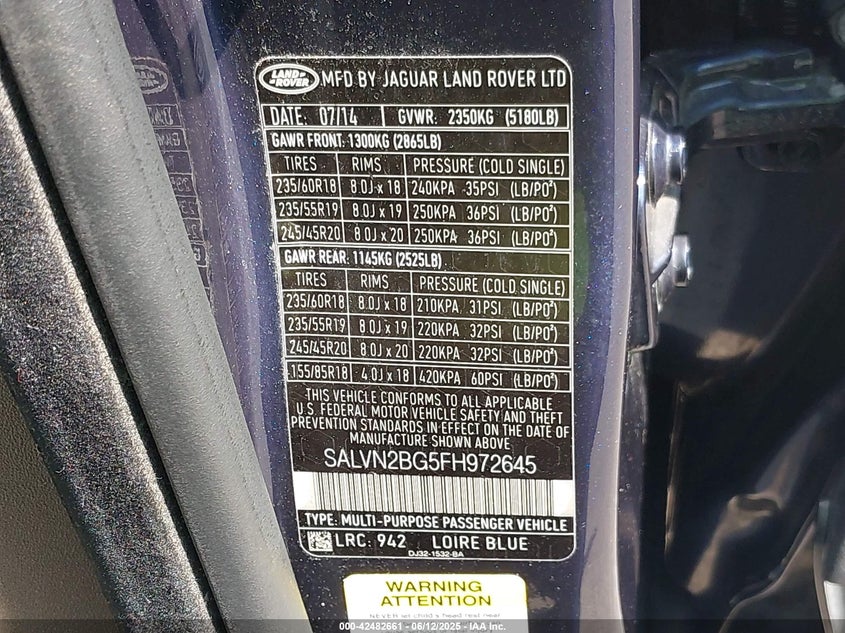 LAND ROVER MFD BY JAGUAR LAND ROVER LTD
DATE: 07/14 GVWR: 2350KG (5180LB)
GAWR FRONT: 1300KG (2865LB)
TIRES RIMS PRESSURE (COLD SINGLE)
235/60R18 8.0J x 18 240KPA 35PSI (LB/PO²)
235/55R19 8.0J x 19 250KPA 36PSI (LB/PO²)
245/45R20 8.0J x 20 250KPA 36PSI (LB/PO²)
GAWR REAR: 1145KG (2525LB)
TIRES RIMS PRESSURE (COLD SINGLE)
235/60R18 8.0J x 18 210KPA 31PSI (LB/PO²)
235/55R19 8.0J x 19 220KPA 32PSI (LB/PO²)
245/45R20 8.0J x 20 220KPA 32PSI (LB/PO²)
155/85R18 4.0J x 18 420KPA 60PSI (LB/PO²)
THIS VEHICLE CONFORMS TO ALL APPLICABLE
U.S. FEDERAL MOTOR VEHICLE SAFETY AND THEFT
PREVENTION STANDARDS IN EFFECT ON THE DATE OF
MANUFACTURE SHOWN ABOVE
SALVN2BG5FH972645
TYPE: MULTI-PURPOSE PASSENGER VEHICLE
LRC: 942 LOIRE BLUE
DJ32-1532-BA
WARNING
ATTENTION
NEVER set child's head rest near
000-42482661 - 06/12/2025 - IAA Inc.